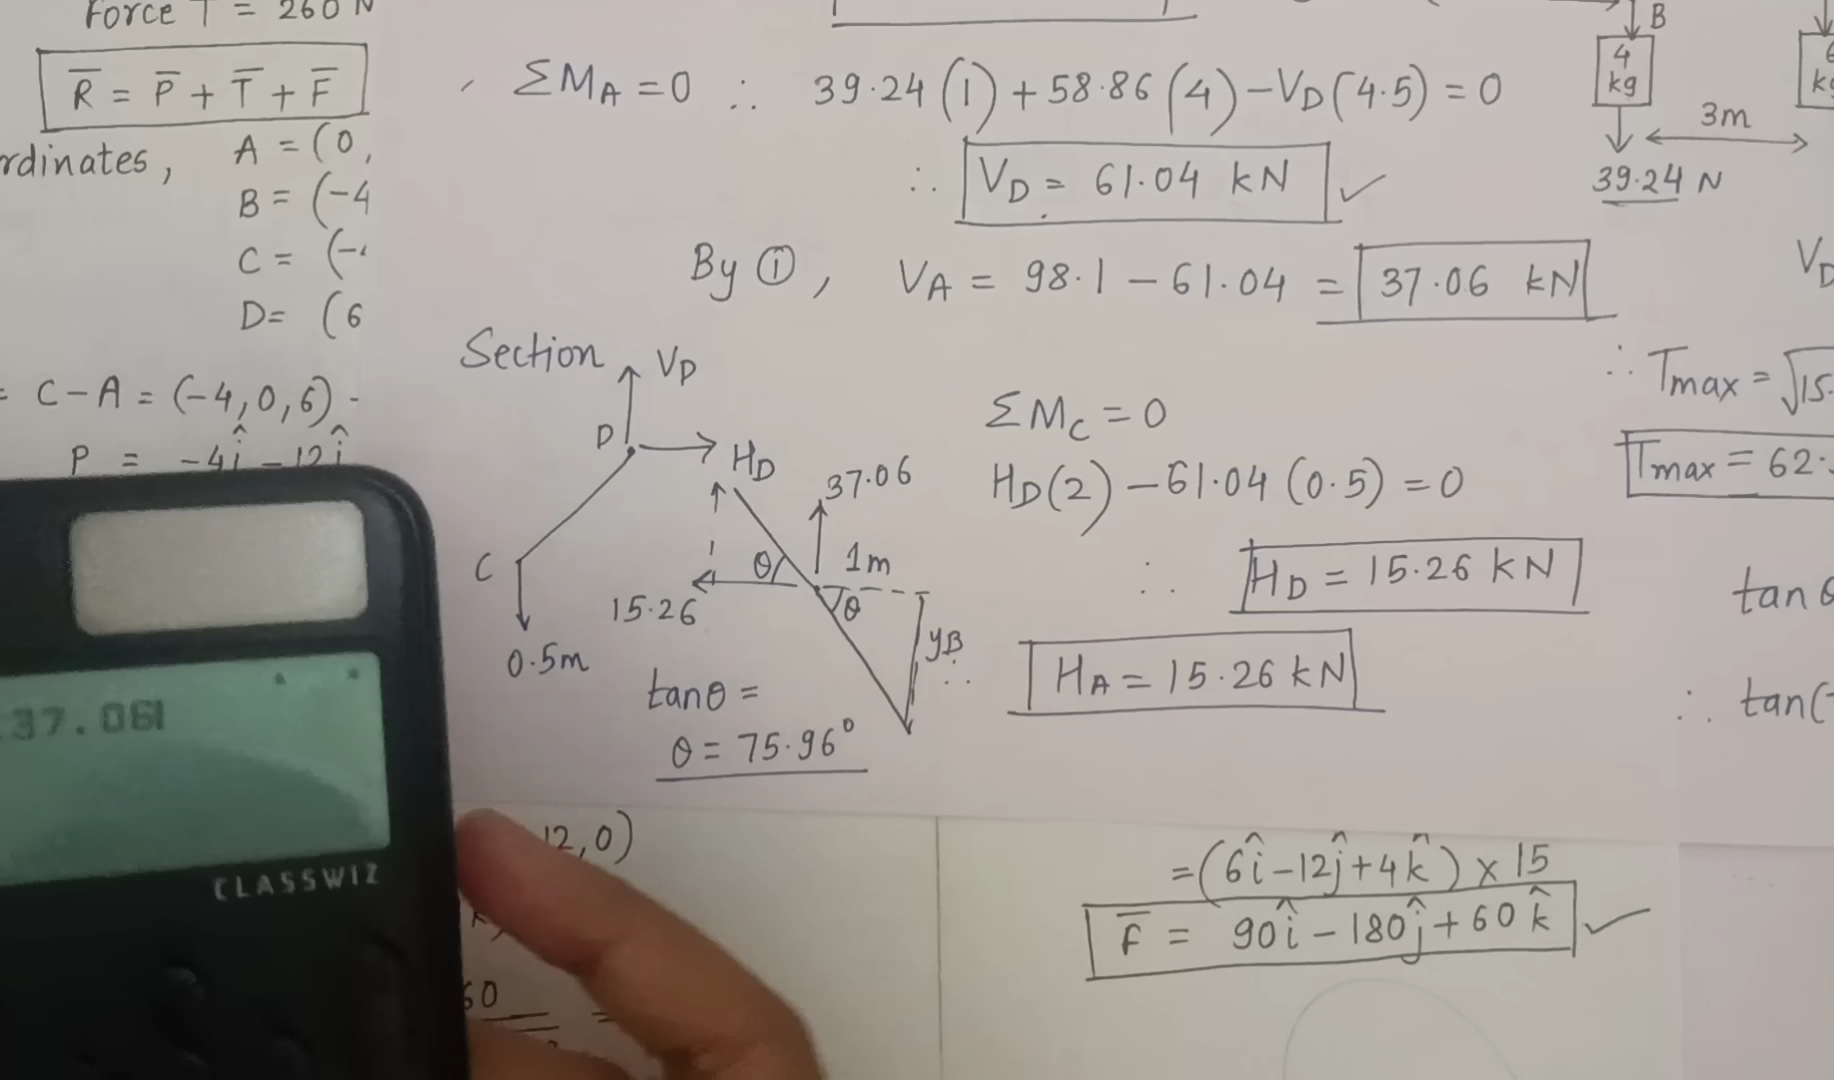 Force T = 260 N
R̅ = P̅ + T̅ + F̅
rdinates, A = (0,
B = (-4
C = (-
D = (6
= C - A = (-4, 0, 6)
P = -4î - 12ĵ
ΣM_A = 0 ∴ 39.24 (1) + 58.86 (4) - V_D (4.5) = 0
∴ V_D = 61.04 kN ✓
By ①, V_A = 98.1 - 61.04 = 37.06 kN
Section
V_D
D
H_D
C
0.5m
37.06
θ
1m
15.26
θ
y_B
tanθ =
θ = 75.96°
ΣM_C = 0
H_D (2) - 61.04 (0.5) = 0
∴ H_D = 15.26 kN
∴ H_A = 15.26 kN
B
4
kg
3m
39.24 N
V_D
∴ Tmax = √15.
Tmax = 62.
tan
∴ tan(
37.06
CLASSWIZ
12, 0)
60
= (6î - 12ĵ + 4k̂) × 15
F̅ = 90î - 180ĵ + 60k̂ ✓